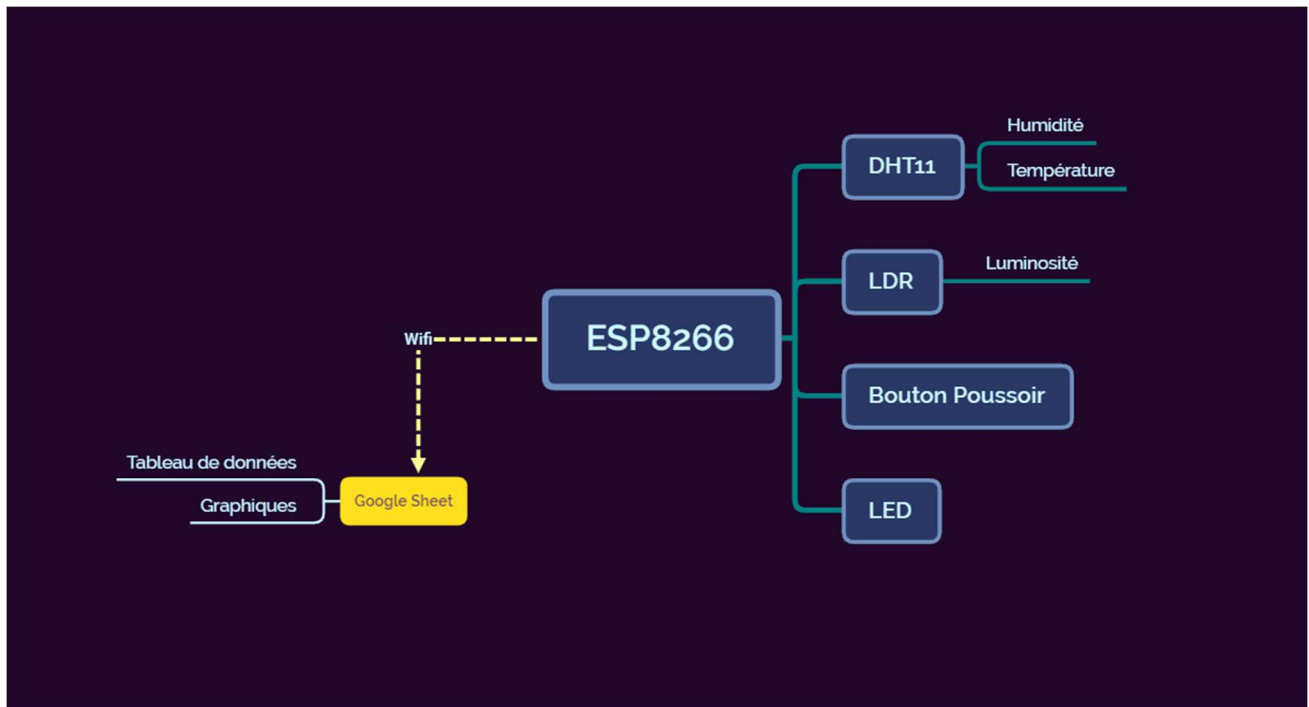 Humidité
DHT11
Température
Luminosité
LDR
ESP8266
Wifi
Bouton Poussoir
Tableau de données
Google Sheet
Graphiques
LED